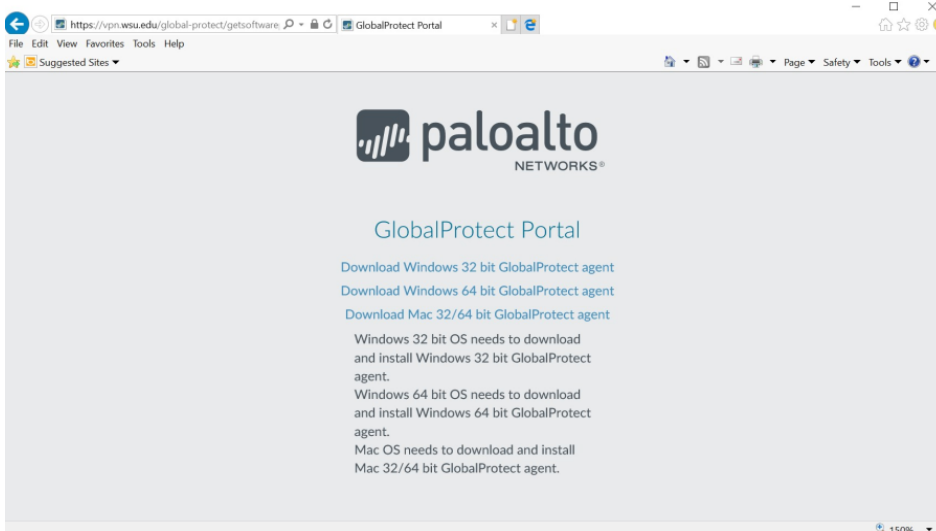 https://vpn.wsu.edu/global-protect/getsoftware
GlobalProtect Portal
File Edit View Favorites Tools Help
Suggested Sites
Page Safety Tools
paloalto
NETWORKS®
GlobalProtect Portal
Download Windows 32 bit GlobalProtect agent
Download Windows 64 bit GlobalProtect agent
Download Mac 32/64 bit GlobalProtect agent
Windows 32 bit OS needs to download
and install Windows 32 bit GlobalProtect
agent.
Windows 64 bit OS needs to download
and install Windows 64 bit GlobalProtect
agent.
Mac OS needs to download and install
Mac 32/64 bit GlobalProtect agent.
150%